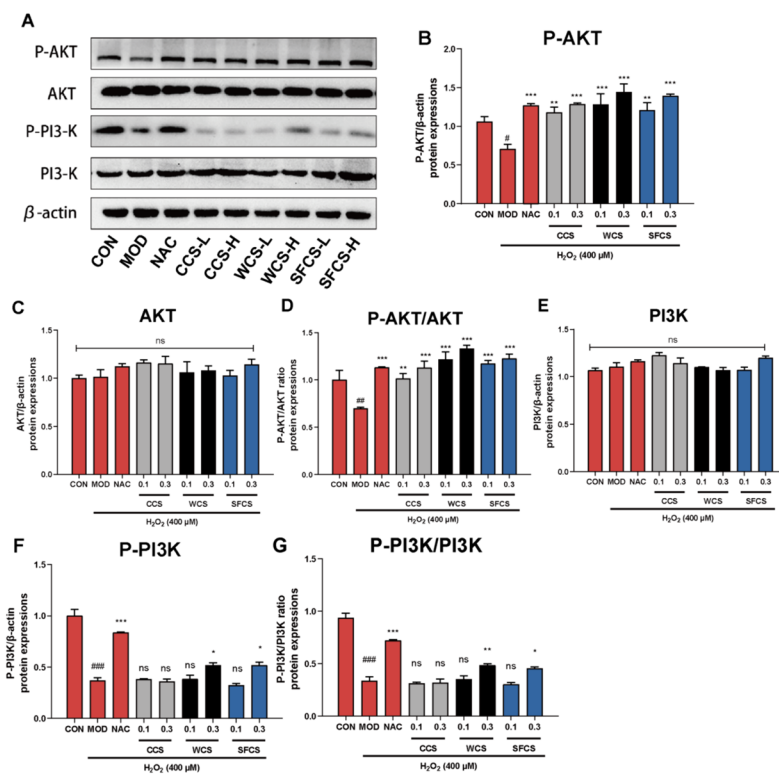 A
P-AKT
AKT
P-PI3-K
PI3-K
β-actin
CON
MOD
NAC
CCS-L
CCS-H
WCS-L
WCS-H
SFCS-L
SFCS-H
B
P-AKT
P-AKT/β-actin
protein expressions
2.0
1.5
1.0
0.5
0.0
#
***
**
***
***
***
**
***
CON MOD NAC 0.1 0.3 0.1 0.3 0.1 0.3
CCS WCS SFCS
H₂O₂ (400 μM)
C
AKT
AKT/β-actin
protein expressions
1.5
1.0
0.5
0.0
ns
CON MOD NAC 0.1 0.3 0.1 0.3 0.1 0.3
CCS WCS SFCS
H₂O₂ (400 μM)
D
P-AKT/AKT
P-AKT/AKT ratio
protein expressions
1.5
1.0
0.5
0.0
##
***
**
***
***
***
***
***
CON MOD NAC 0.1 0.3 0.1 0.3 0.1 0.3
CCS WCS SFCS
H₂O₂ (400 μM)
E
PI3K
PI3K/β-actin
protein expressions
1.5
1.0
0.5
0.0
ns
CON MOD NAC 0.1 0.3 0.1 0.3 0.1 0.3
CCS WCS SFCS
H₂O₂ (400 μM)
F
P-PI3K
P-PI3K/β-actin
protein expressions
1.5
1.0
0.5
0.0
###
***
ns
ns
ns
*
ns
*
CON MOD NAC 0.1 0.3 0.1 0.3 0.1 0.3
CCS WCS SFCS
H₂O₂ (400 μM)
G
P-PI3K/PI3K
P-PI3K/PI3K ratio
protein expressions
1.5
1.0
0.5
0.0
###
***
ns
ns
ns
**
ns
*
CON MOD NAC 0.1 0.3 0.1 0.3 0.1 0.3
CCS WCS SFCS
H₂O₂ (400 μM)